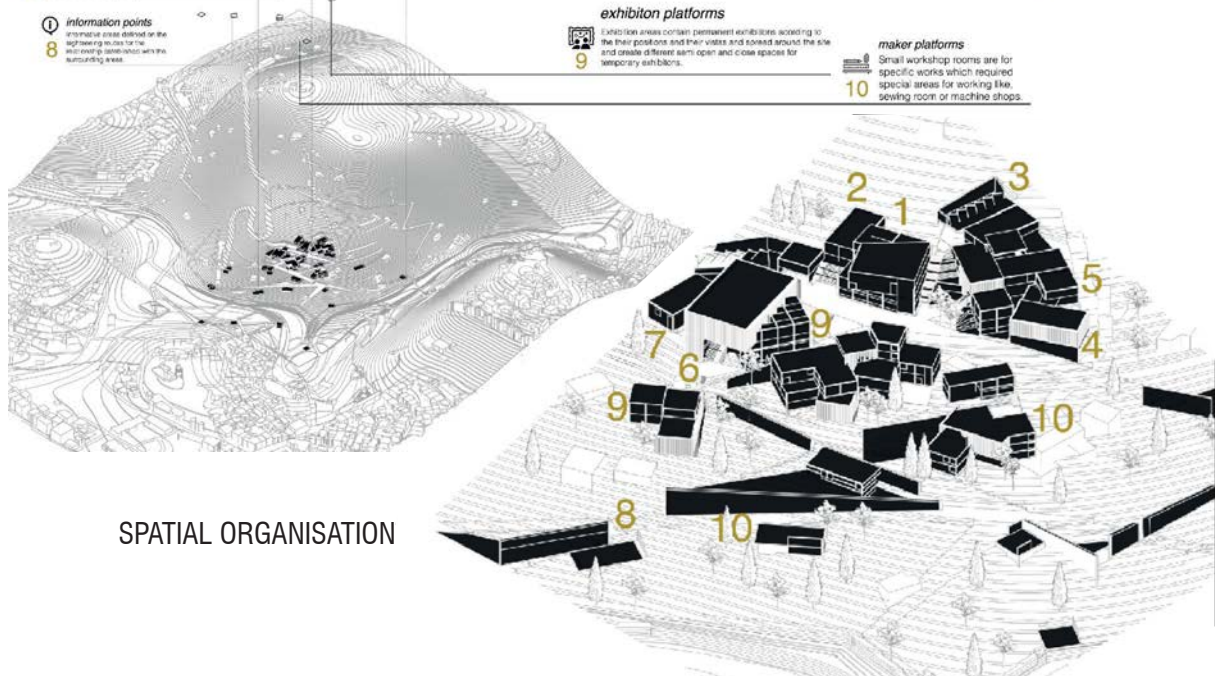 information points
8
Informative areas defined on the
sightseeing routes for the
relationship established with the
surrounding areas.
exhibiton platforms
9
Exhibition areas contain permanent exhibitions acording to
the their positions and their vistas and spread around the site
and create different semi open and close spaces for
temporary exhibitons.
maker platforms
10
Small workshop rooms are for
specific works which required
special areas for working like,
sewing room or machine shops.
3
2
1
5
9
7
4
6
9
10
8
10
SPATIAL ORGANISATION